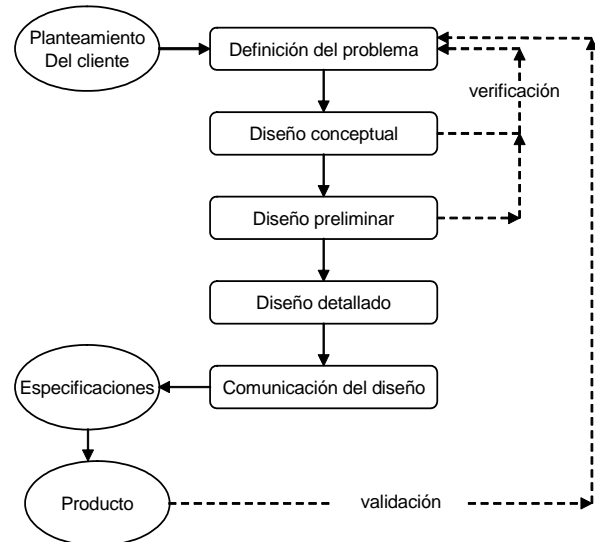 Planteamiento
Del cliente
Definición del problema
verificación
Diseño conceptual
Diseño preliminar
Diseño detallado
Especificaciones
Comunicación del diseño
Producto
validación